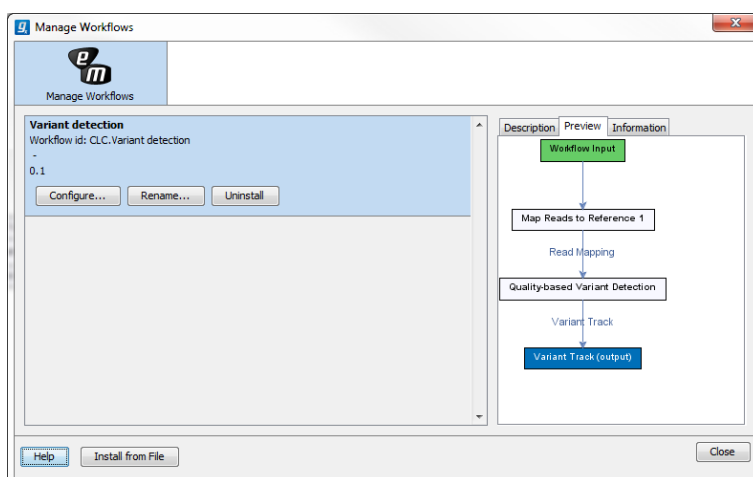 Manage Workflows
Manage Workflows
Variant detection
Workflow id: CLC.Variant detection
-
0.1
Configure... Rename... Uninstall
Description Preview Information
Workflow Input
Map Reads to Reference 1
Read Mapping
Quality-based Variant Detection
Variant Track
Variant Track (output)
Help Install from File Close